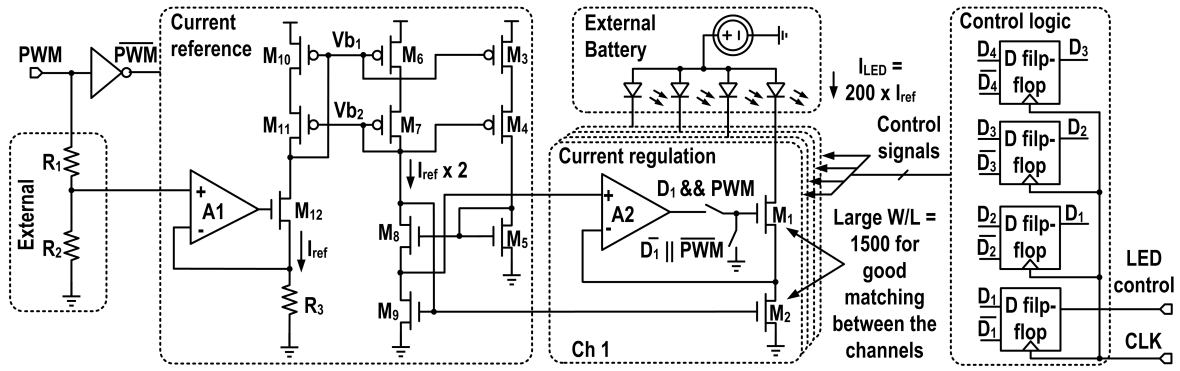 PWM
PWM
External
R1
R2
Current
reference
M10
Vb1
M6
M3
M11
Vb2
M7
M4
Iref x 2
+
A1
-
M12
Iref
R3
M8
M5
M9
External
Battery
+ -
ILED =
200 x Iref
Current regulation
+
A2
-
D1 && PWM
D1 || PWM
M1
M2
Ch 1
Control
signals
Large W/L =
1500 for
good
matching
between the
channels
Control logic
D4
D4
D filp-
flop
D3
D3
D3
D filp-
flop
D2
D2
D2
D filp-
flop
D1
D1
D1
D filp-
flop
LED
control
CLK